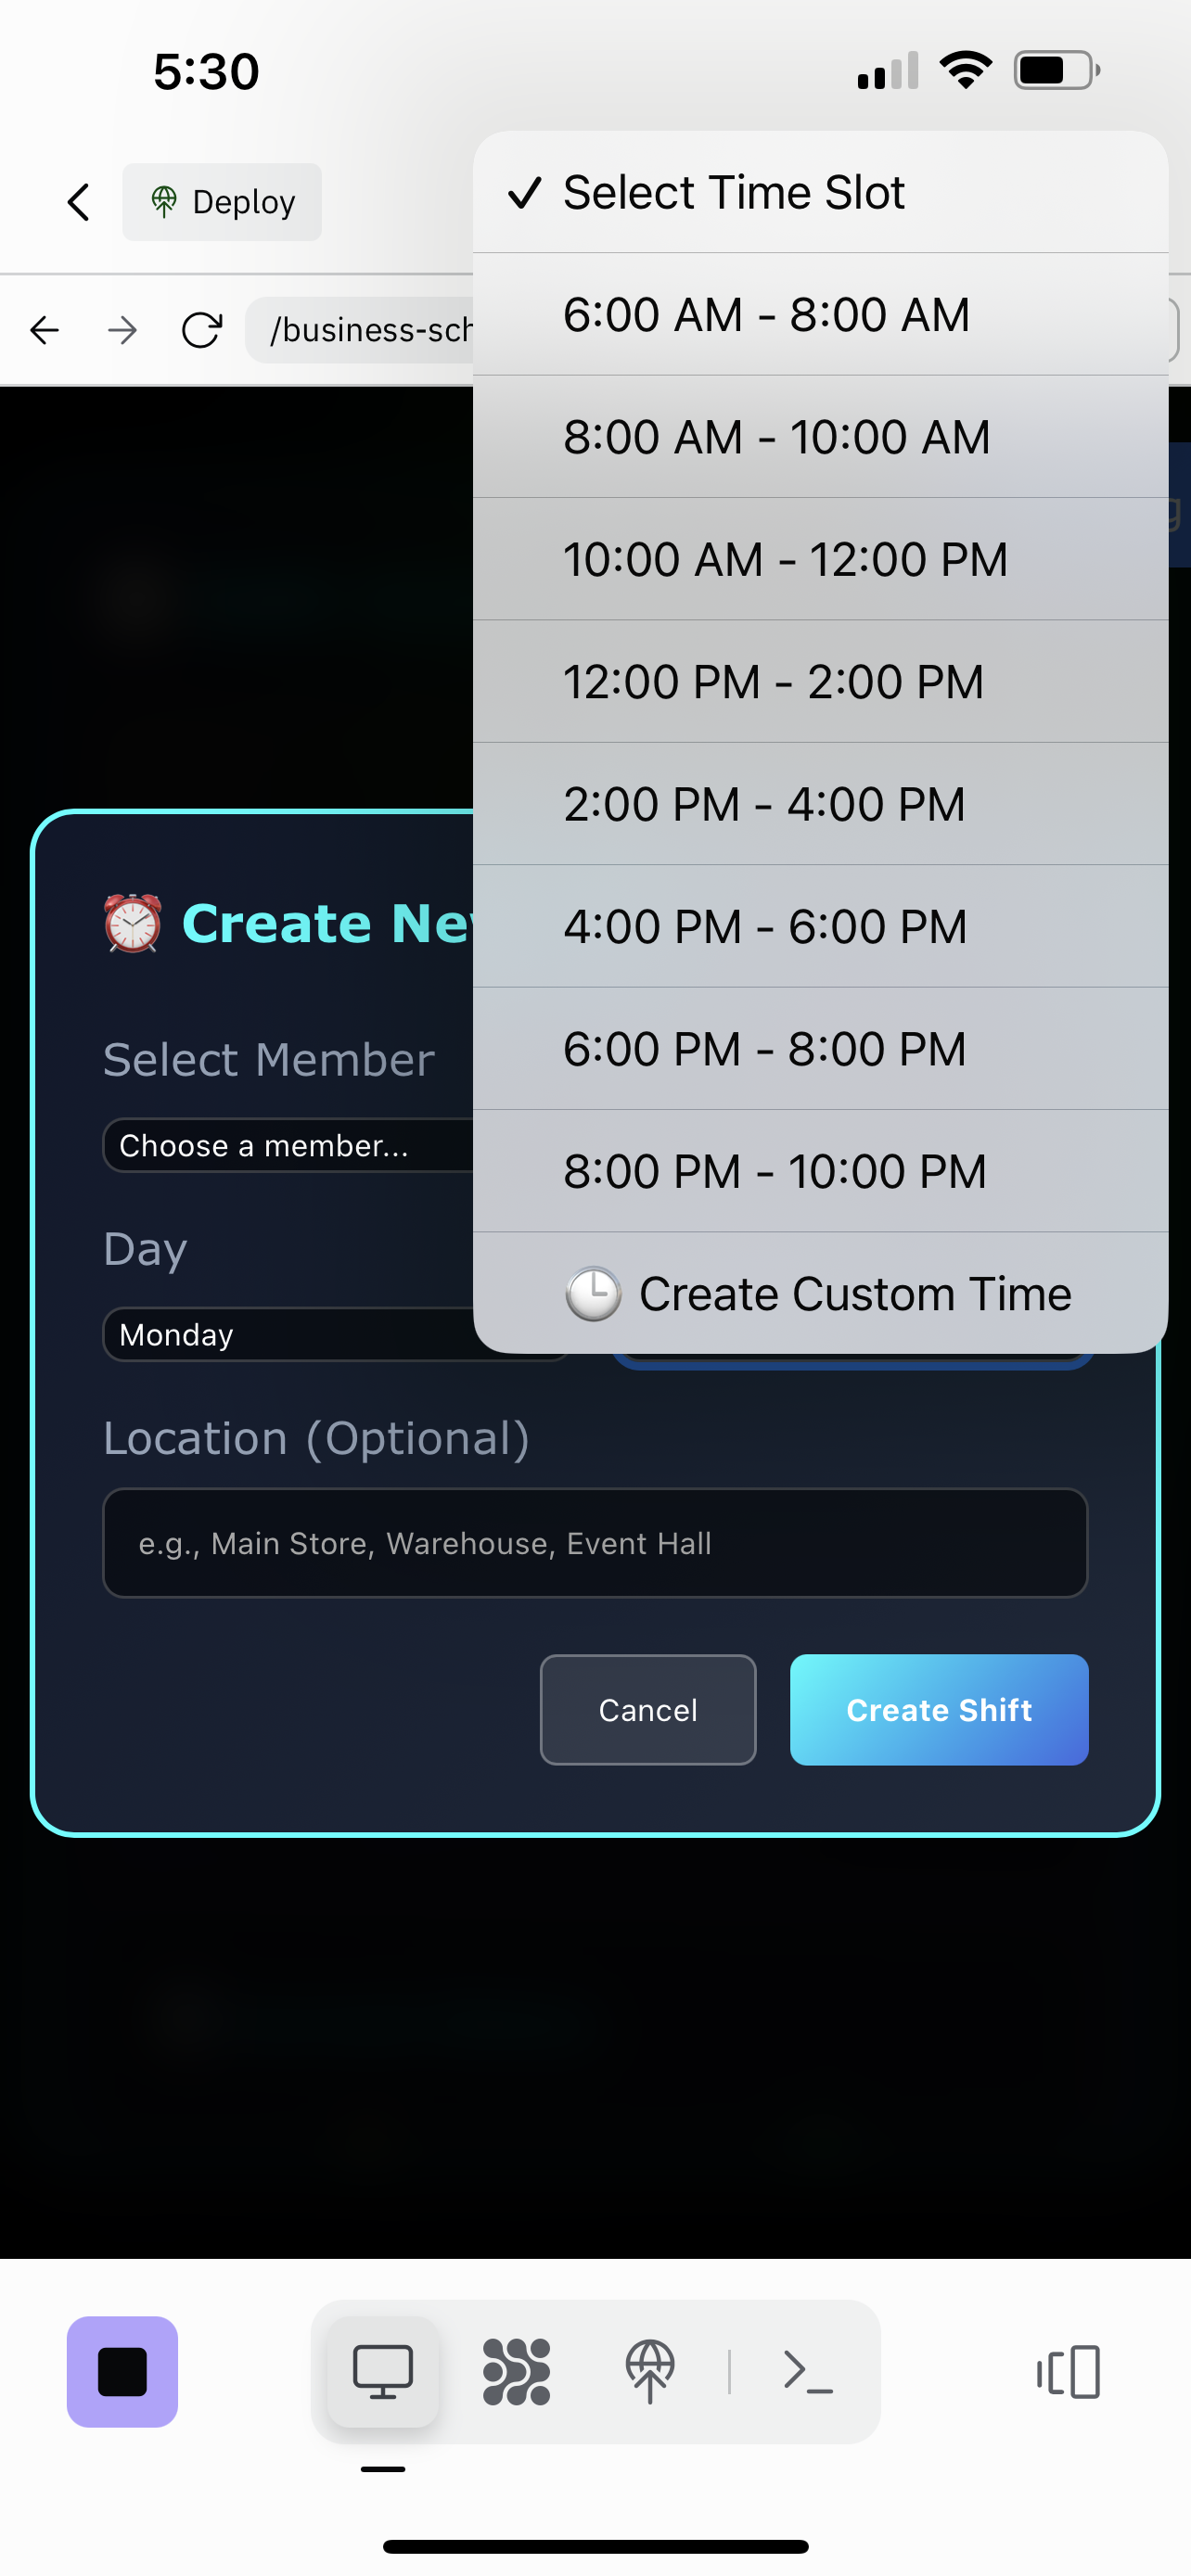 5:30
Deploy
/business-sch
✓ Select Time Slot
6:00 AM - 8:00 AM
8:00 AM - 10:00 AM
10:00 AM - 12:00 PM
12:00 PM - 2:00 PM
2:00 PM - 4:00 PM
4:00 PM - 6:00 PM
6:00 PM - 8:00 PM
8:00 PM - 10:00 PM
🕒 Create Custom Time
⏰ Create Ne
Select Member
Choose a member...
Day
Monday
Location (Optional)
e.g., Main Store, Warehouse, Event Hall
Cancel
Create Shift